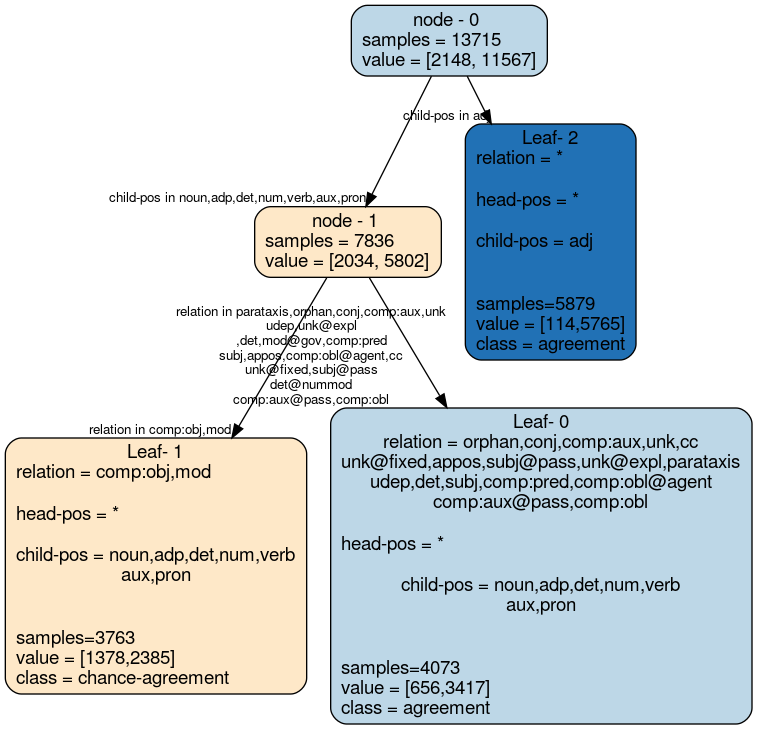 node - 0
samples = 13715
value = [2148, 11567]
child-pos in adj
Leaf- 2
relation = *
head-pos = *
child-pos = adj
samples=5879
value = [114,5765]
class = agreement
child-pos in noun,adp,det,num,verb,aux,pron
node - 1
samples = 7836
value = [2034, 5802]
relation in parataxis,orphan,conj,comp:aux,unk
udep,unk@expl
,det,mod@gov,comp:pred
subj,appos,comp:obl@agent,cc
unk@fixed,subj@pass
det@nummod
comp:aux@pass,comp:obl
relation in comp:obj,mod
Leaf- 1
relation = comp:obj,mod
head-pos = *
child-pos = noun,adp,det,num,verb
aux,pron
samples=3763
value = [1378,2385]
class = chance-agreement
Leaf- 0
relation = orphan,conj,comp:aux,unk,cc
unk@fixed,appos,subj@pass,unk@expl,parataxis
udep,det,subj,comp:pred,comp:obl@agent
comp:aux@pass,comp:obl
head-pos = *
child-pos = noun,adp,det,num,verb
aux,pron
samples=4073
value = [656,3417]
class = agreement